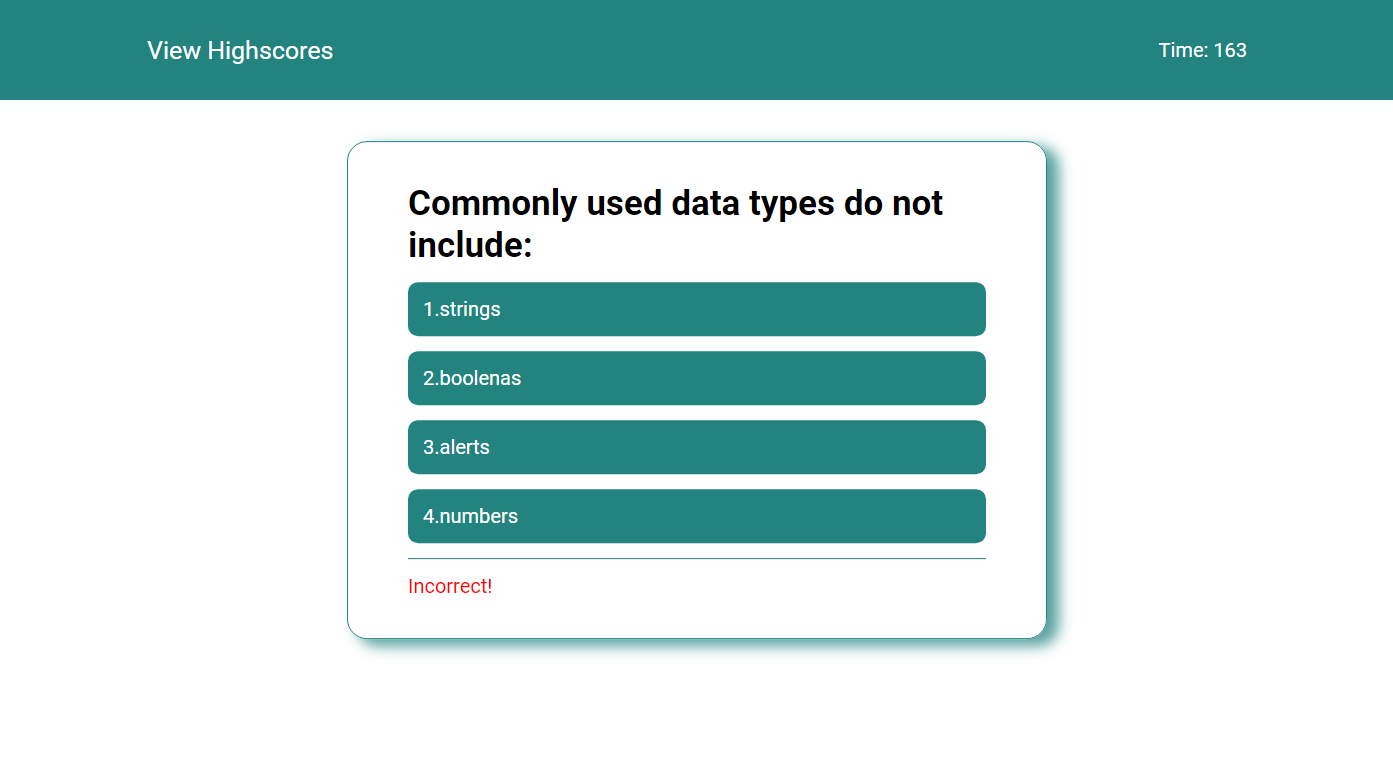 View Highscores
Time: 163
Commonly used data types do not
include:
1.strings
2.boolenas
3.alerts
4.numbers
Incorrect!